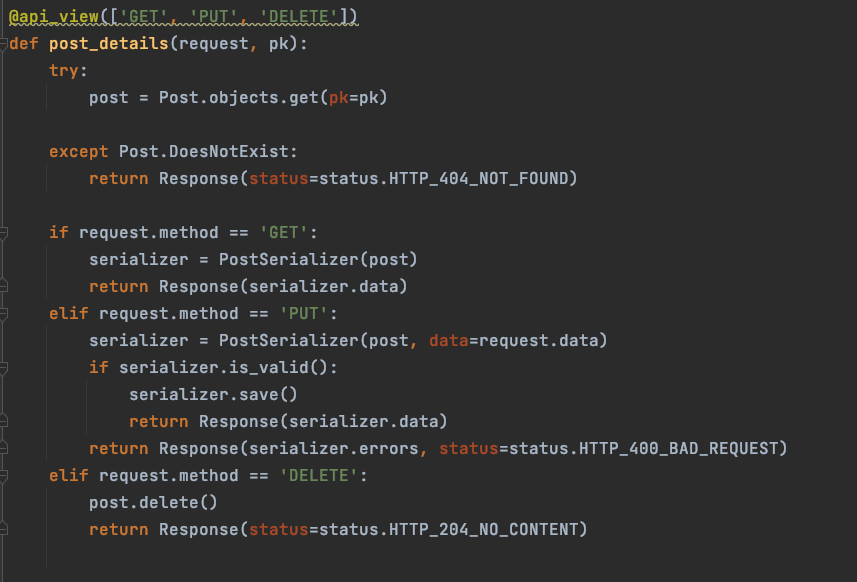 @api_view(['GET', 'PUT', 'DELETE'])
def post_details(request, pk):
    try:
        post = Post.objects.get(pk=pk)

    except Post.DoesNotExist:
        return Response(status=status.HTTP_404_NOT_FOUND)

    if request.method == 'GET':
        serializer = PostSerializer(post)
        return Response(serializer.data)
    elif request.method == 'PUT':
        serializer = PostSerializer(post, data=request.data)
        if serializer.is_valid():
            serializer.save()
            return Response(serializer.data)
        return Response(serializer.errors, status=status.HTTP_400_BAD_REQUEST)
    elif request.method == 'DELETE':
        post.delete()
        return Response(status=status.HTTP_204_NO_CONTENT)